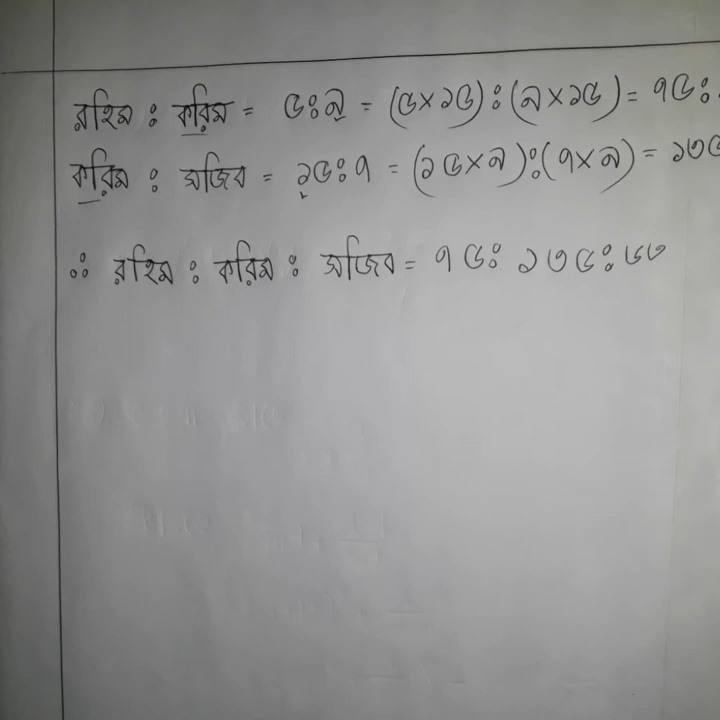 রহিম : করিম = ৫ঃ৯ = (৫×১৫)ঃ(৯×১৫) = ৭৫ঃ
করিম : সজিব = ১৫ঃ৭ = (১৫×৯)ঃ(৭×৯) = ১৩৫
∴ রহিম : করিম : সজিব = ৭৫ঃ ১৩৫ঃ ৬৩